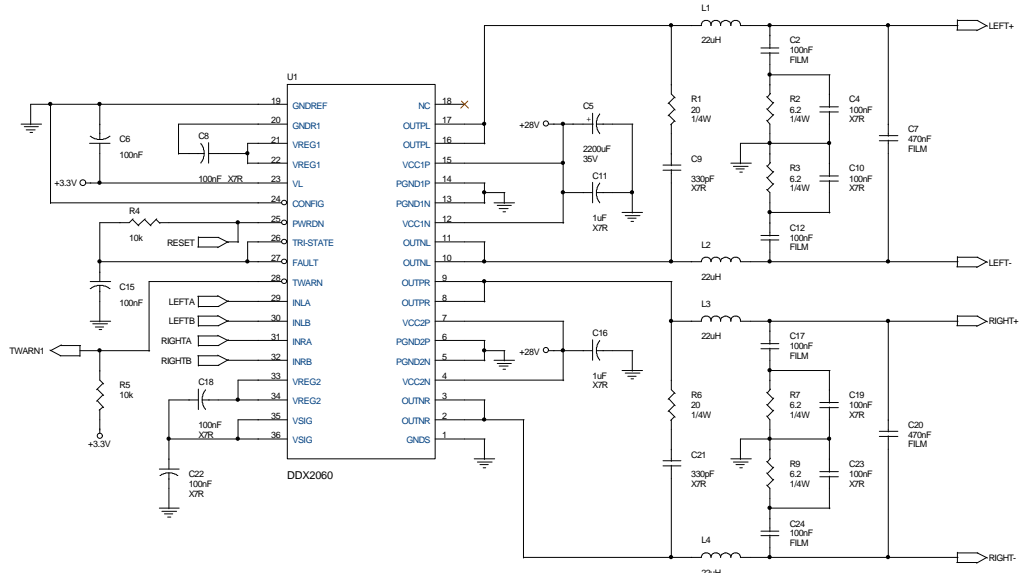 L1
22uH
LEFT+
C2
100nF
FILM
R1
20
1/4W
R2
6.2
1/4W
C4
100nF
X7R
C7
470nF
FILM
C9
330pF
X7R
R3
6.2
1/4W
C10
100nF
X7R
C12
100nF
FILM
L2
22uH
LEFT-
U1
19 GNDREF
20 GNDR1
21 VREG1
22 VREG1
23 VL
24 CONFIG
25 PWRDN
26 TRI-STATE
27 FAULT
28 TWARN
29 INLA
30 INLB
31 INRA
32 INRB
33 VREG2
34 VREG2
35 VSIG
36 VSIG
NC 18
OUTPL 17
OUTPL 16
VCC1P 15
PGND1P 14
PGND1N 13
VCC1N 12
OUTNL 11
OUTNL 10
OUTPR 9
OUTPR 8
VCC2P 7
PGND2P 6
PGND2N 5
VCC2N 4
OUTNR 3
OUTNR 2
GNDS 1
DDX2060
C6
100nF
C8
100nF X7R
+3.3V
R4
10k
RESET
C15
100nF
LEFTA
LEFTB
RIGHTA
RIGHTB
TWARN1
R5
10k
+3.3V
C18
100nF
X7R
C22
100nF
X7R
+28V
C5
+
2200uF
35V
C11
1uF
X7R
+28V
C16
1uF
X7R
L3
22uH
RIGHT+
C17
100nF
FILM
R6
20
1/4W
R7
6.2
1/4W
C19
100nF
X7R
C20
470nF
FILM
C21
330pF
X7R
R9
6.2
1/4W
C23
100nF
X7R
C24
100nF
FILM
L4
22uH
RIGHT-